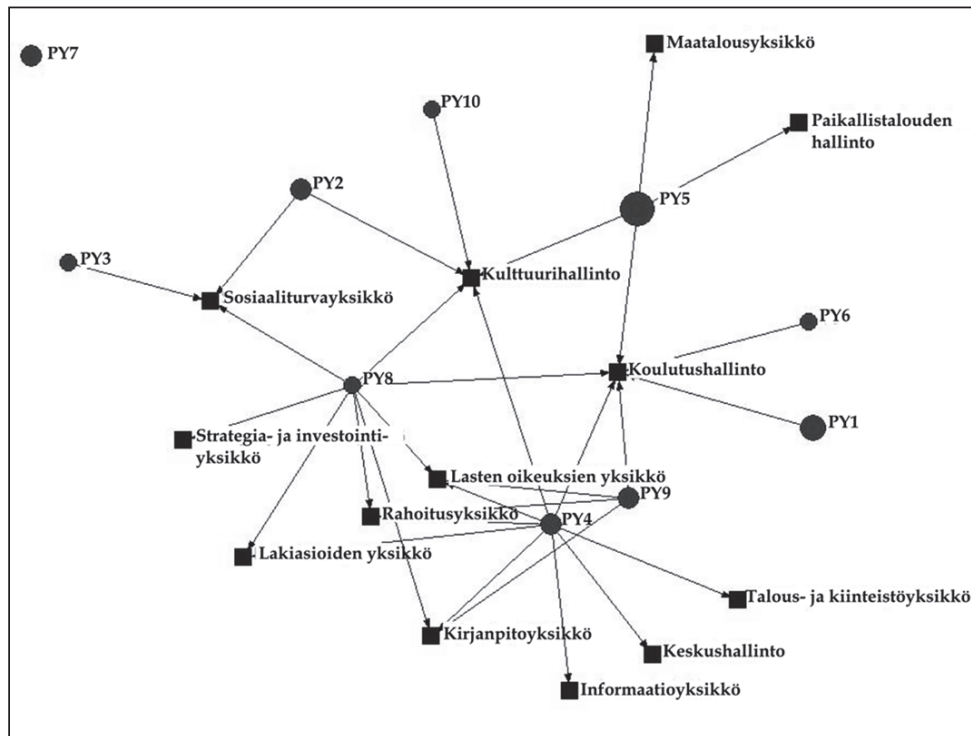 Maatalousyksikkö
PY7
PY10
Paikallistalouden
hallinto
PY2
PY5
PY3
Kulttuurihallinto
Sosiaaliturvayksikkö
PY6
Koulutushallinto
PY8
PY1
Strategia- ja investointi-
yksikkö
Lasten oikeuksien yksikkö
PY9
Rahoitusyksikkö
PY4
Lakiasioiden yksikkö
Talous- ja kiinteistöyksikkö
Kirjanpitoyksikkö
Keskushallinto
Informaatioyksikkö